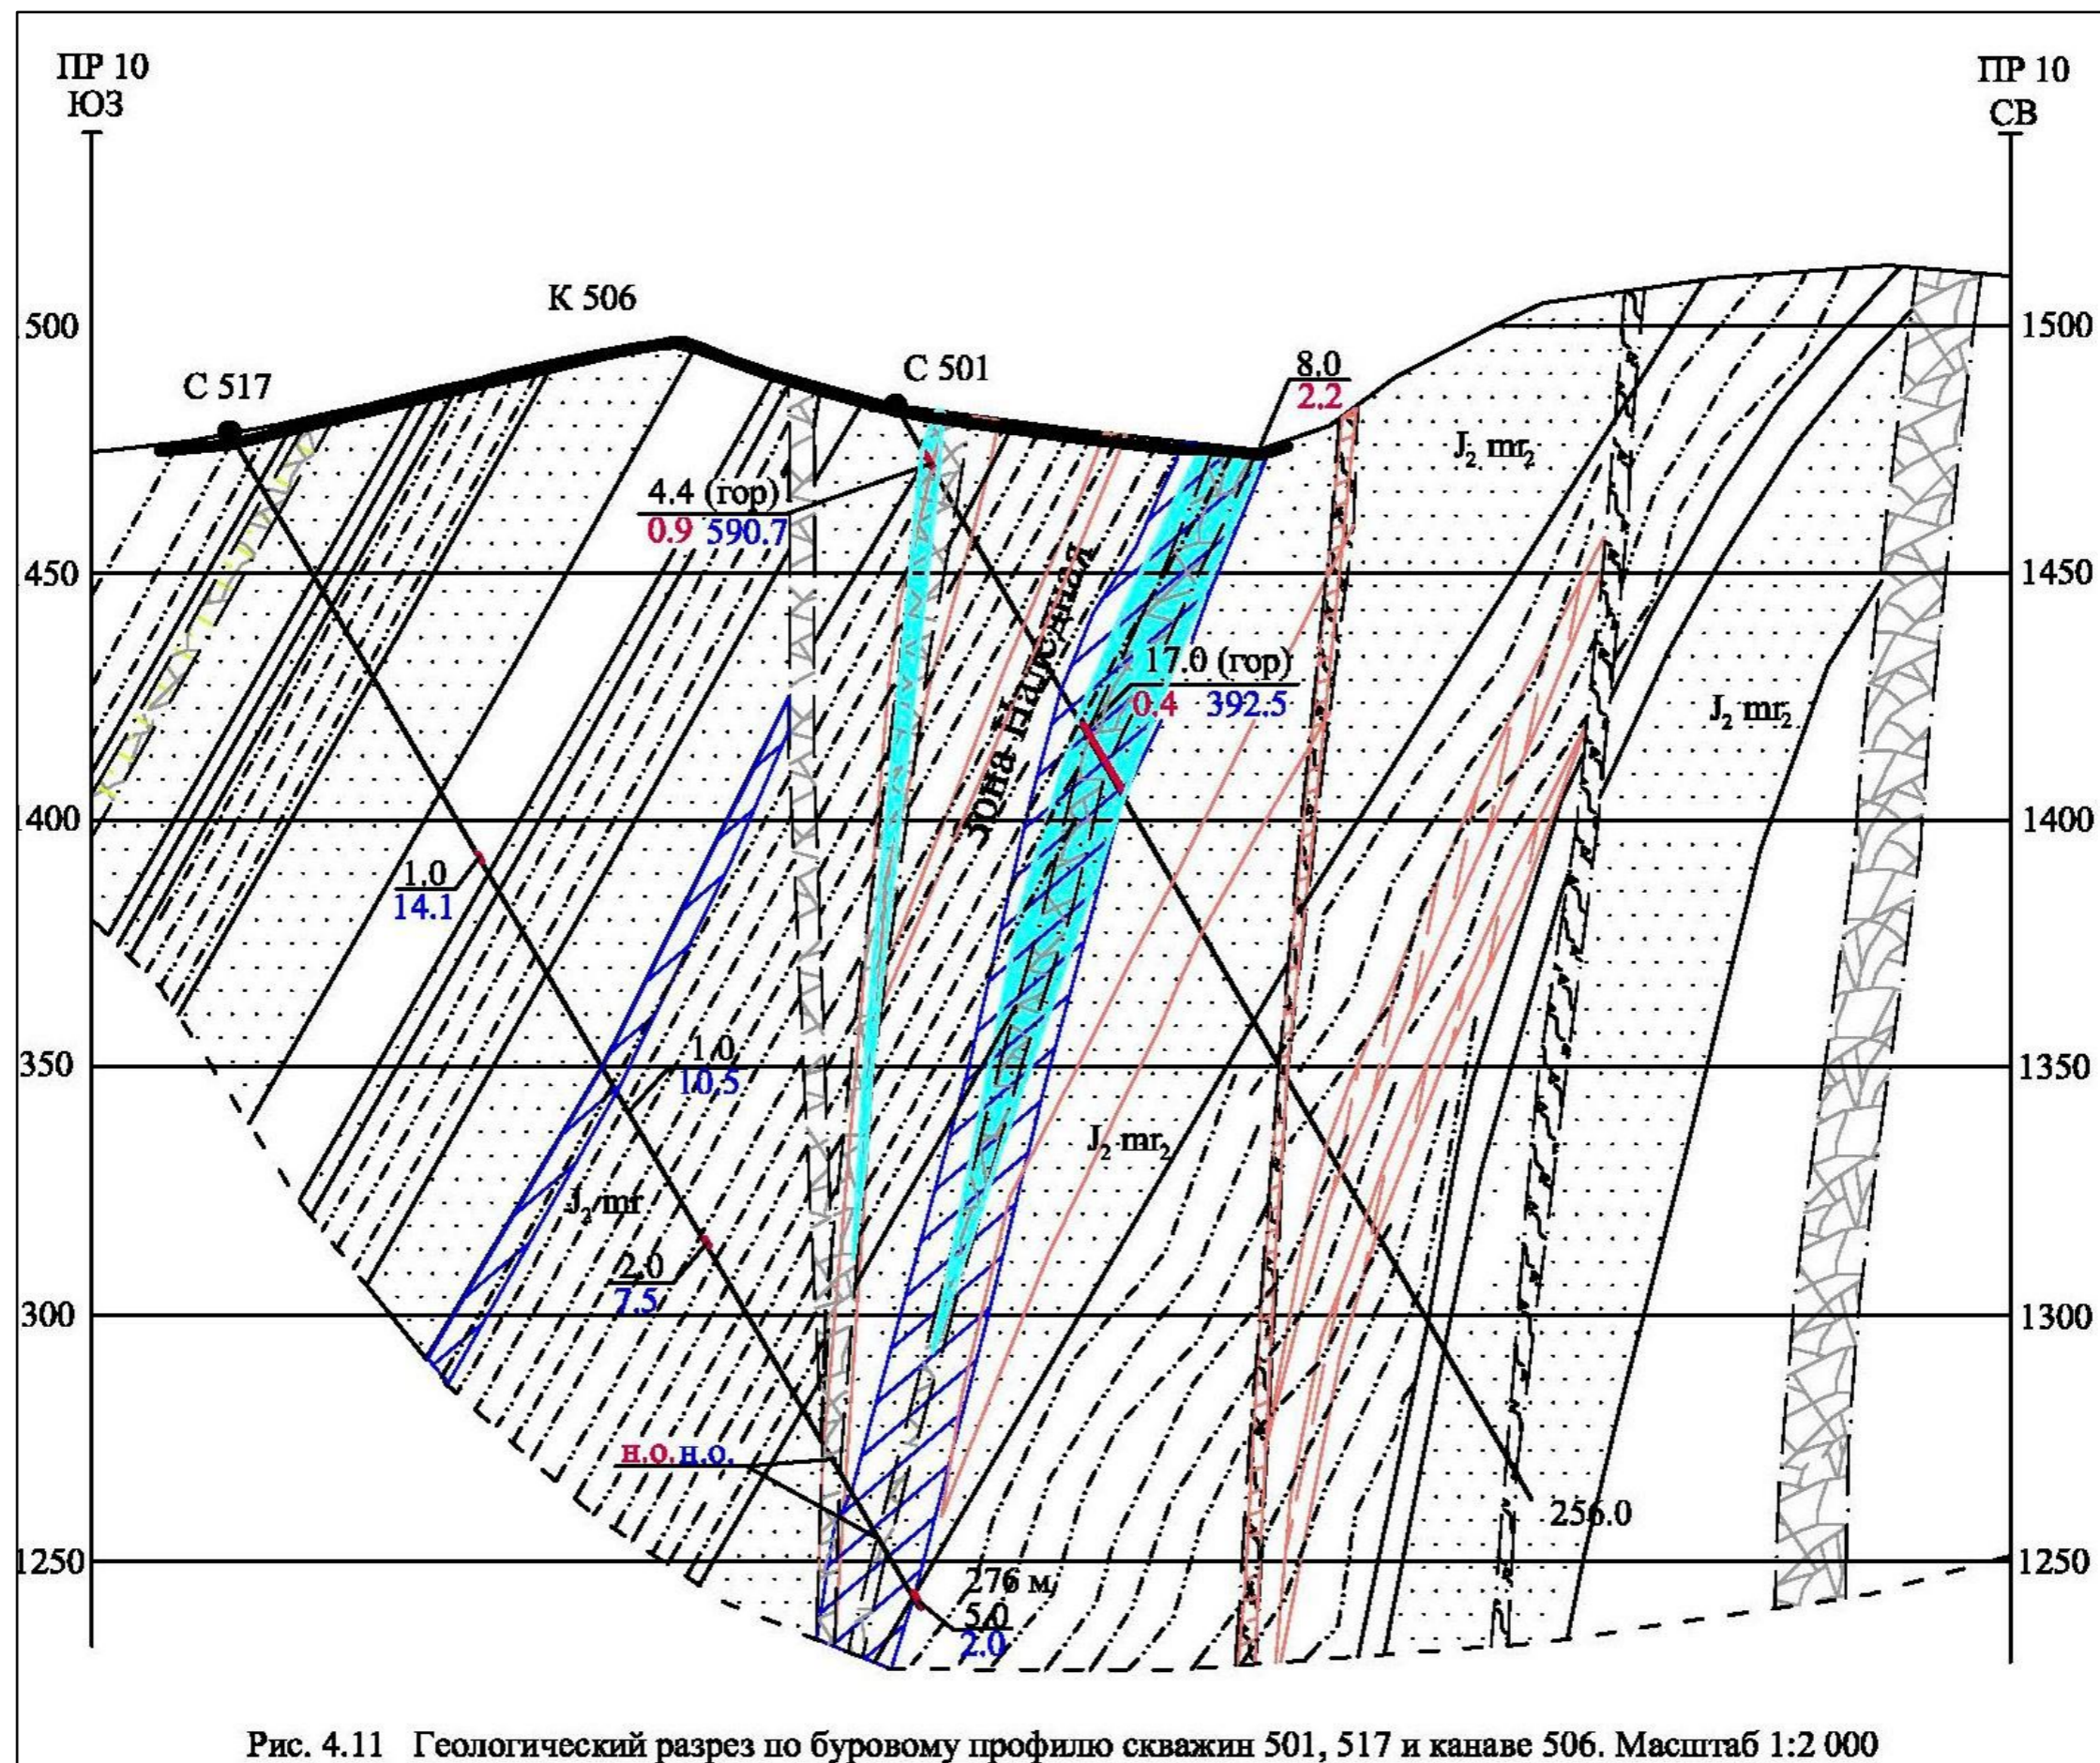 ПР 10
ЮЗ
ПР 10
СВ
К 506
С 517
С 501
500
1500
8.0
2.2
J₂ mr₂
4.4 (гор)
0.9 590.7
450
1450
Зона Нарядная
17.0 (гор)
0.4 392.5
J₂ mr₂
400
1400
1.0
14.1
350
1350
1.0
10.5
J₂ mr₂
J₂ mr
2.0
7.5
300
1300
н.о. н.о.
256.0
1250
1250
276 м
5.0
2.0
Рис. 4.11 Геологический разрез по буровому профилю скважин 501, 517 и канаве 506. Масштаб 1:2 000